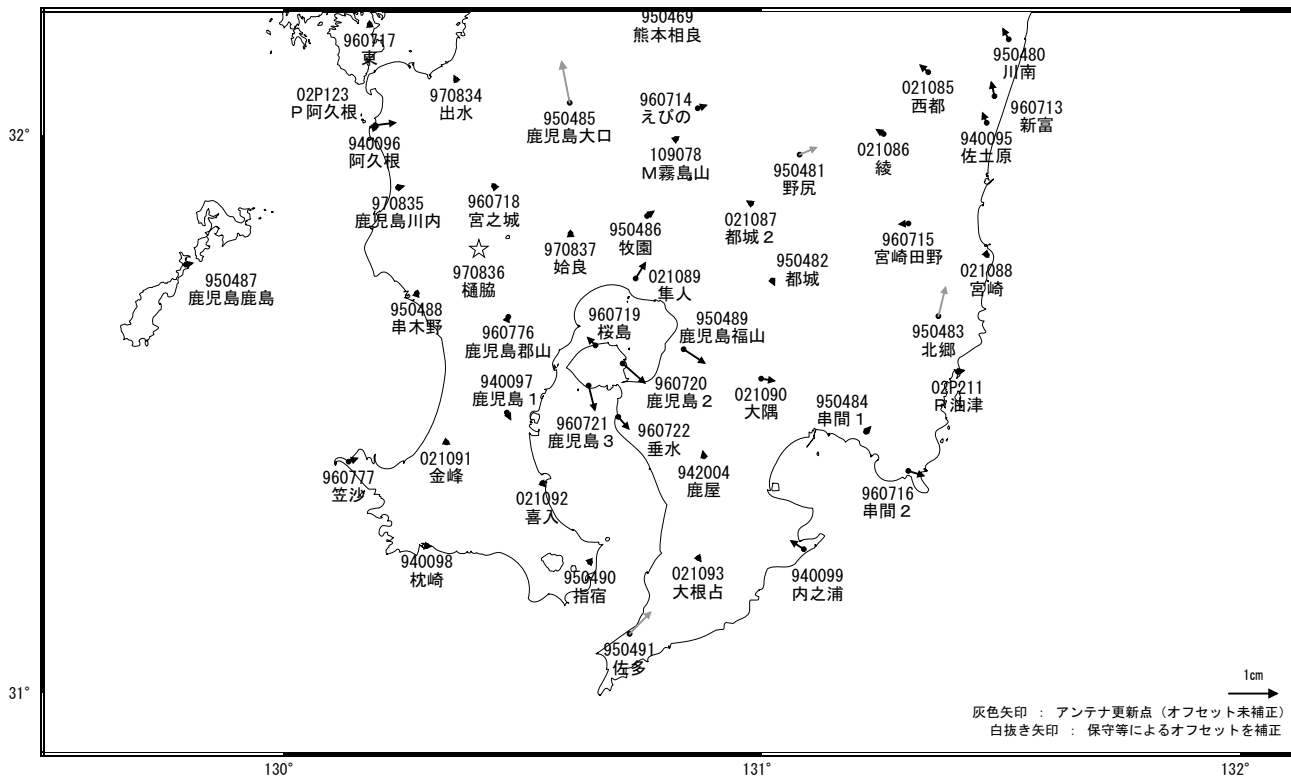 950469
熊本相良
960717
東
950480
川南
970834
出水
02P123
P阿久根
950485
鹿児島大口
960714
えびの
021085
西都
960713
新富
32°
940096
阿久根
109078
M霧島山
950481
野尻
021086
綾
940095
佐土原
970835
鹿児島川内
960718
宮之城
950486
牧園
021087
都城2
960715
宮崎田野
970836
樋脇
970837
姶良
021089
隼人
950482
都城
021088
宮崎
950487
鹿児島鹿島
950488
串木野
960776
鹿児島郡山
960719
桜島
950489
鹿児島福山
950483
北郷
940097
鹿児島1
960720
鹿児島2
021090
大隅
950484
串間1
02P211
P油津
960721
鹿児島3
960722
垂水
021091
金峰
960777
笠沙
942004
鹿屋
021092
喜入
960716
串間2
940098
枕崎
950490
指宿
021093
大根占
940099
内之浦
950491
佐多
31°
1cm
灰色矢印 : アンテナ更新点(オフセット未補正)
白抜き矢印 : 保守等によるオフセットを補正
130°
131°
132°